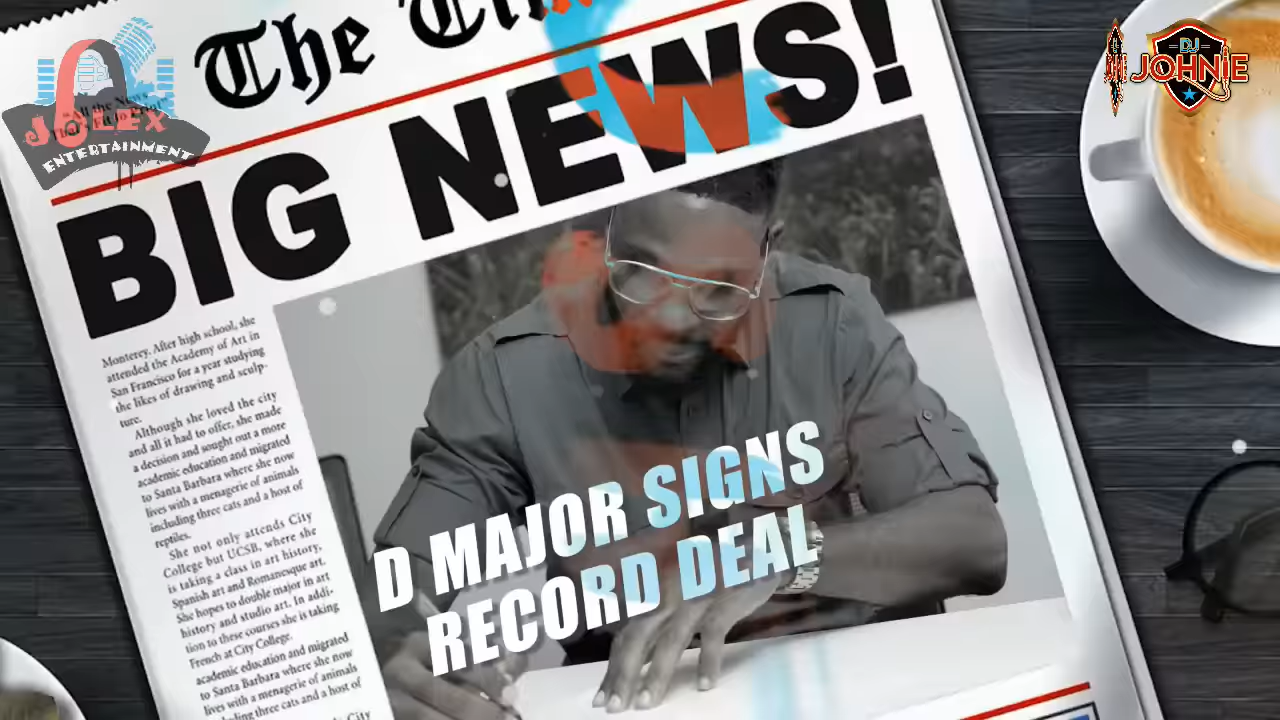 The
BIG NEWS!
JOLEX
ENTERTAINMENT
DJ
JOHNIE
Monterey. After high school, she
attended the Academy of Art in
San Francisco for a year studying
the likes of drawing and sculp-
ture.
Although she loved the city
and all it had to offer, she made
a decision and sought out a more
academic education and migrated
to Santa Barbara where she now
lives with a menagerie of animals
including three cats and a host of
reptiles.
She not only attends City
College but UCSB, where she
is taking a class in art history,
Spanish art and Romanesque art.
She hopes to double major in art
history and studio art. In addi-
tion to these courses she is taking
French at City College.
academic education and migrated
to Santa Barbara where she now
lives with a menagerie of animals
including three cats and a host of
City
D MAJOR SIGNS
RECORD DEAL